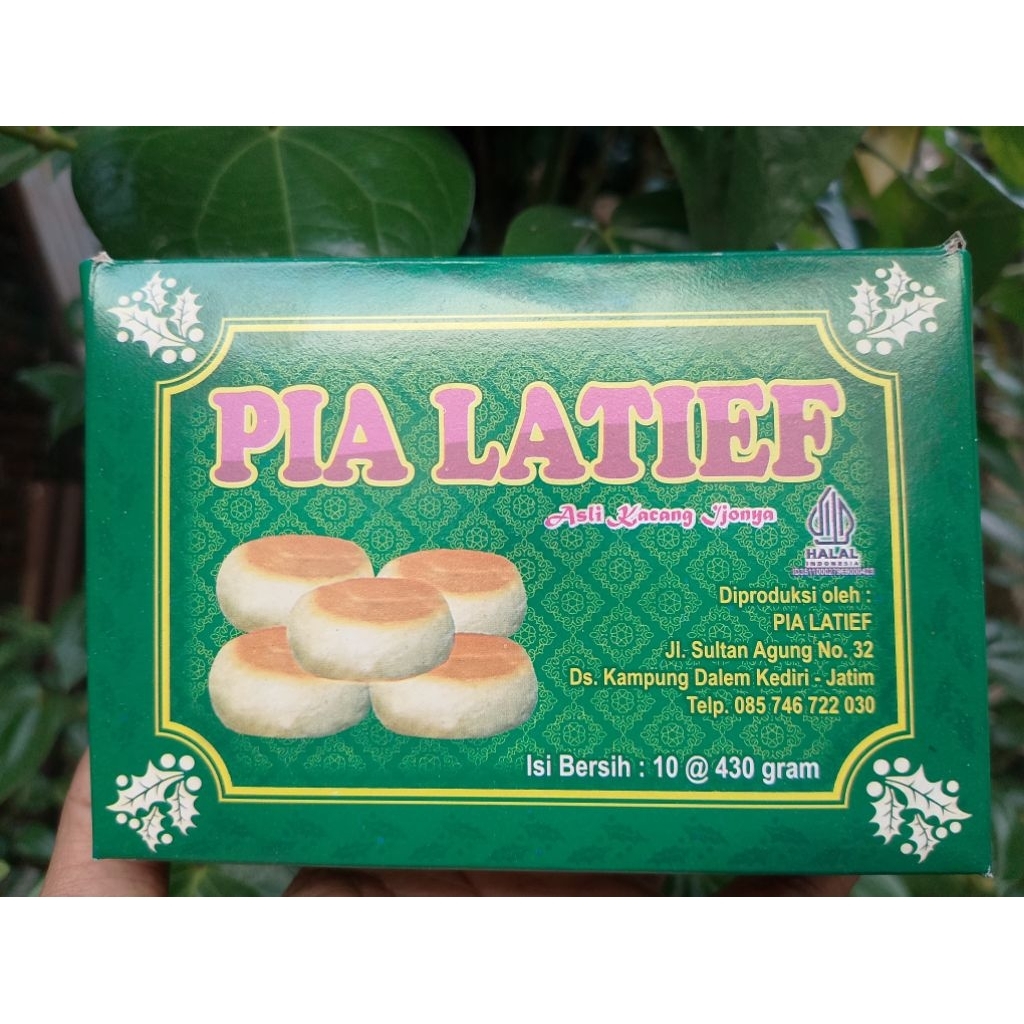 PIA LATIEF
Asli Kacang Ijonya
HALAL
INDONESIA
Diproduksi oleh :
PIA LATIEF
Jl. Sultan Agung No. 32
Ds. Kampung Dalem Kediri - Jatim
Telp. 085 746 722 030
Isi Bersih : 10 @ 430 gram